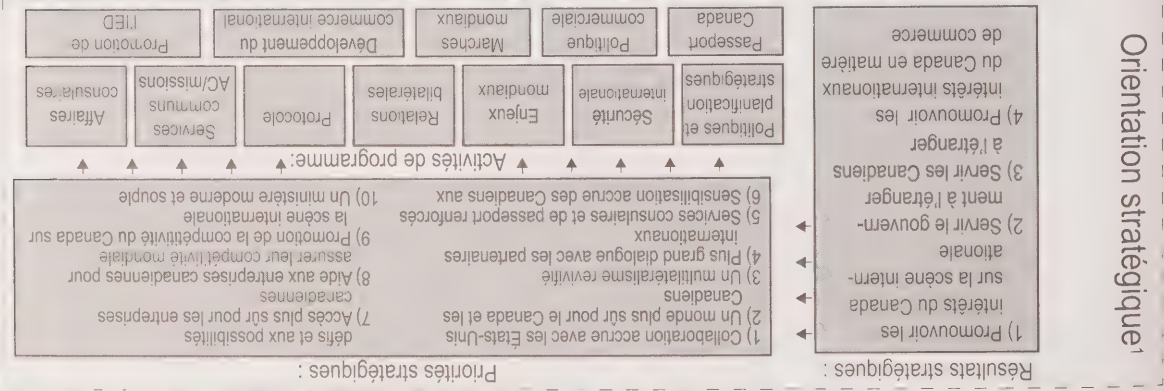 Orientation stratégique¹
Résultats stratégiques :
1) Promouvoir les
intérêts du Canada
sur la scène intern-
ationale
2) Servir le gouvern-
ment à l'étranger
3) Servir les Canadiens
à l'étranger
4) Promouvoir les
intérêts internationaux
du Canada en matière
de commerce
Priorités stratégiques :
1) Collaboration accrue avec les États-Unis
2) Un monde plus sûr pour le Canada et les
Canadiens
3) Un multilatéralisme revivifié
4) Plus grand dialogue avec les partenaires
internationaux
5) Services consulaires et de passeport renforcés
6) Sensibilisation accrue des Canadiens aux
défis et aux possibilités
7) Accès plus sûr pour les entreprises
canadiennes
8) Aide aux entreprises canadiennes pour
assurer leur compétitivité mondiale
9) Promotion de la compétitivité du Canada sur
la scène internationale
10) Un ministère moderne et souple
Activités de programme:
Politiques et
planification
stratégiques
Sécurité
internationale
Enjeux
mondiaux
Relations
bilatérales
Protocole
Services
communs
AC/missions
Affaires
consulaires
Passeport
Canada
Politique
commerciale
Marchés
mondiaux
Développement du
commerce international
Promotion de
l'IED